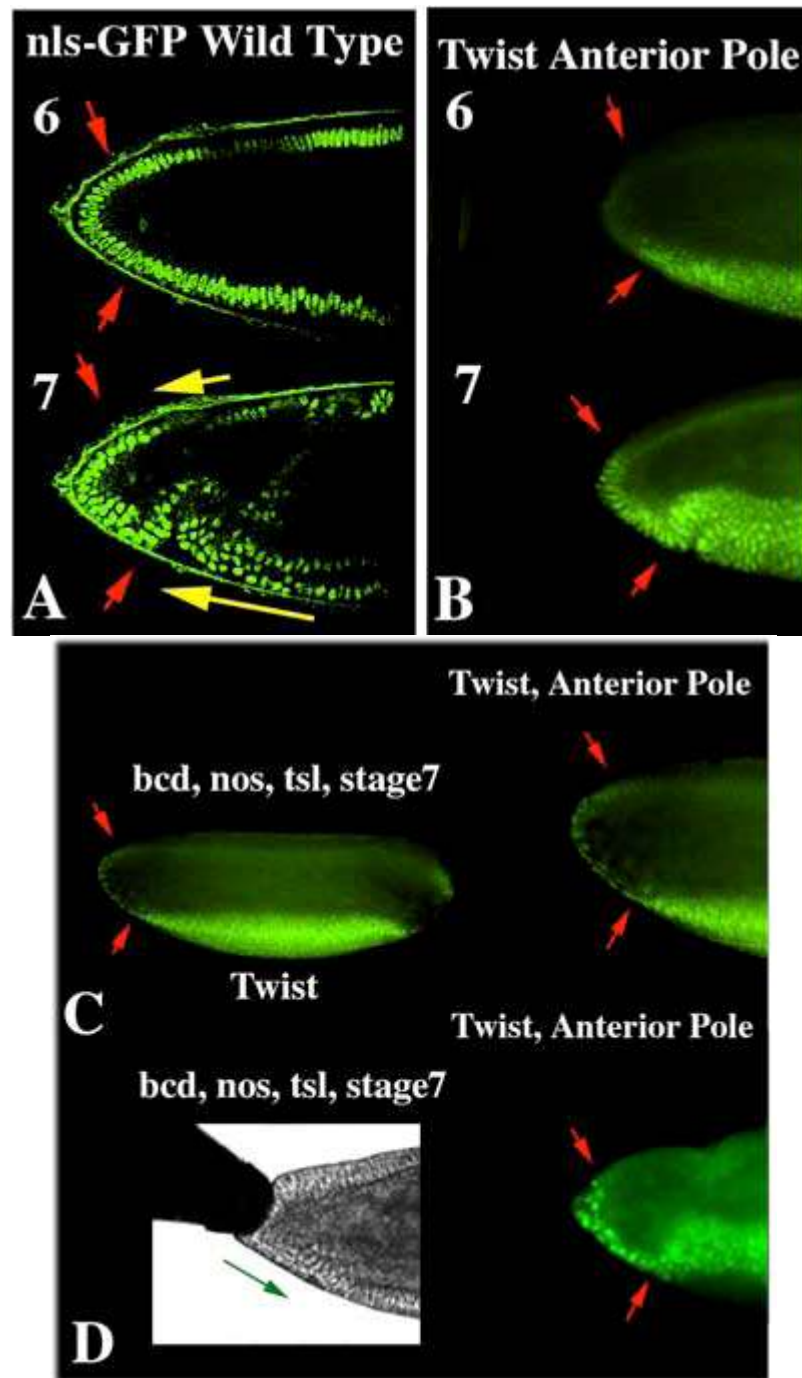 nls-GFP Wild Type
6
7
A
Twist Anterior Pole
6
7
B
Twist, Anterior Pole
bcd, nos, tsl, stage7
Twist
C
Twist, Anterior Pole
bcd, nos, tsl, stage7
D